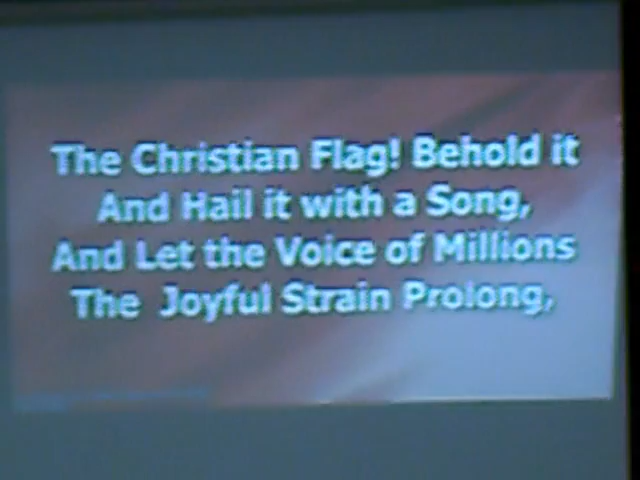 The Christian Flag! Behold it
And Hail it with a Song,
And Let the Voice of Millions
The Joyful Strain Prolong,